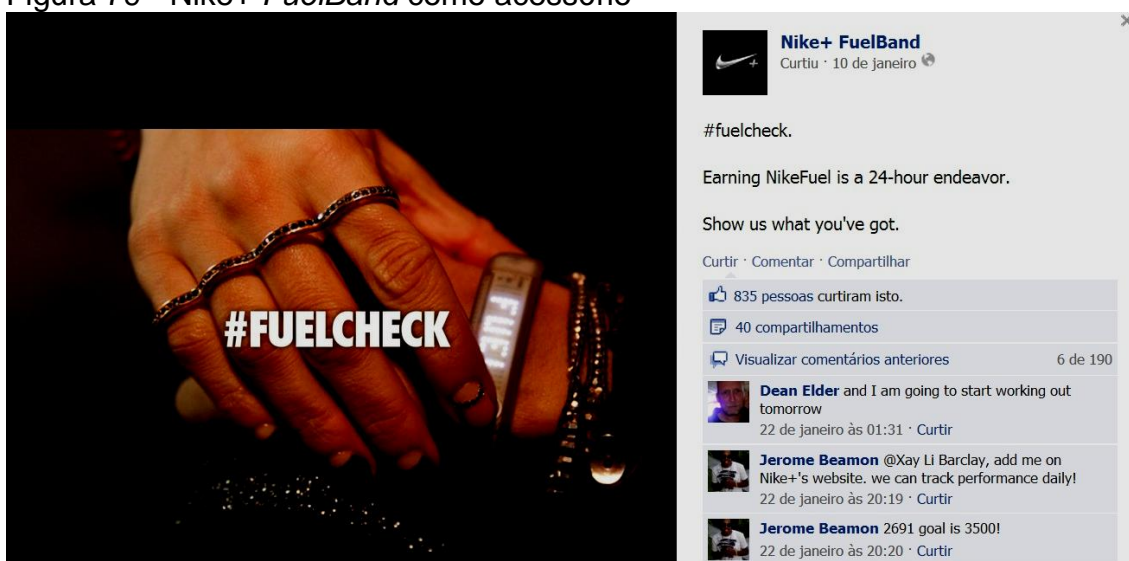 Nike+ FuelBand como acessório
#FUELCHECK
FUEL
Nike+ FuelBand
Curtiu · 10 de janeiro
#fuelcheck.
Earning NikeFuel is a 24-hour endeavor.
Show us what you've got.
Curtir · Comentar · Compartilhar
835 pessoas curtiram isto.
40 compartilhamentos
Visualizar comentários anteriores 6 de 190
Dean Elder and I am going to start working out
tomorrow
22 de janeiro às 01:31 · Curtir
Jerome Beamon @Xay Li Barclay, add me on
Nike+'s website. we can track performance daily!
22 de janeiro às 20:19 · Curtir
Jerome Beamon 2691 goal is 3500!
22 de janeiro às 20:20 · Curtir